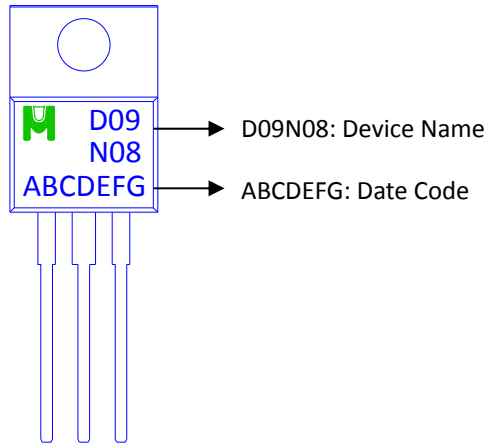 D09
N08
ABCDEFG
D09N08: Device Name
ABCDEFG: Date Code